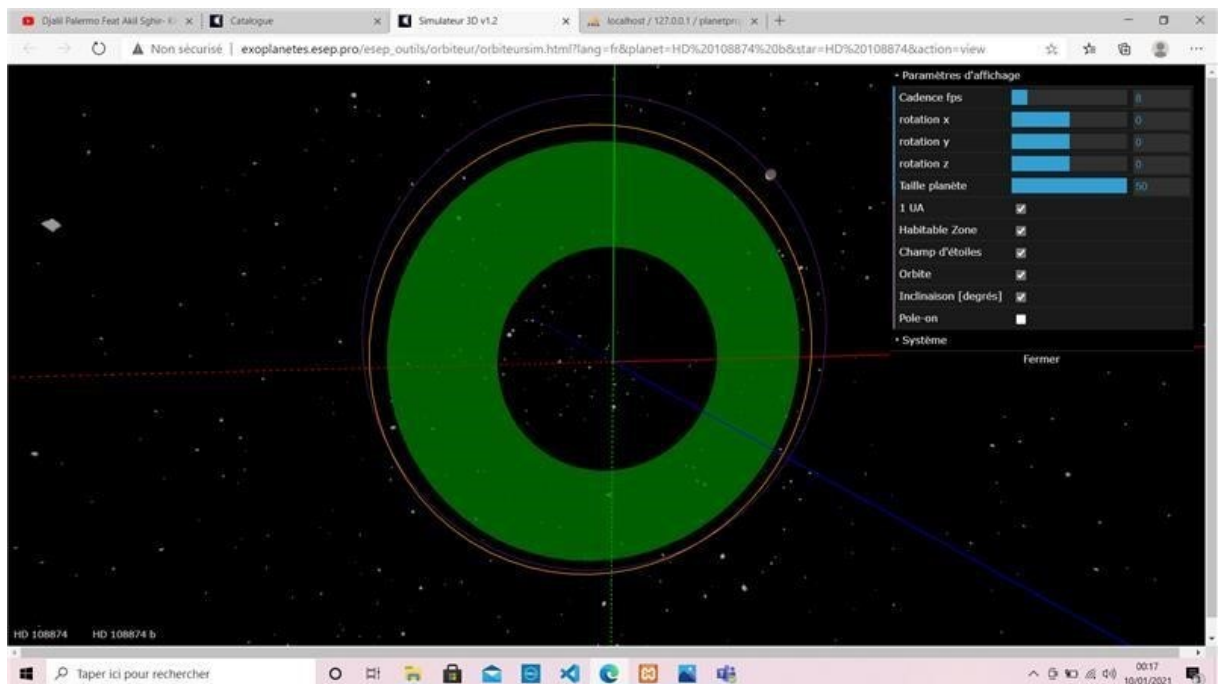 Djalil Palermo Feat Akil Sghir-
Catalogue
Simulateur 3D v1.2
localhost / 127.0.0.1 / planetpro
Non sécurisé | exoplanetes.esep.pro/esep_outils/orbiteur/orbiteursim.html?lang=fr&planet=HD%20108874%20b&star=HD%20108874&action=view
Paramètres d'affichage
Cadence fps 8
rotation x 0
rotation y 0
rotation z 0
Taille planète 50
1 UA
Habitable Zone
Champ d'étoiles
Orbite
Inclinaison [degrés]
Pole-on
Système
Fermer
HD 108874 HD 108874 b
Taper ici pour rechercher
00:17
10/01/2021